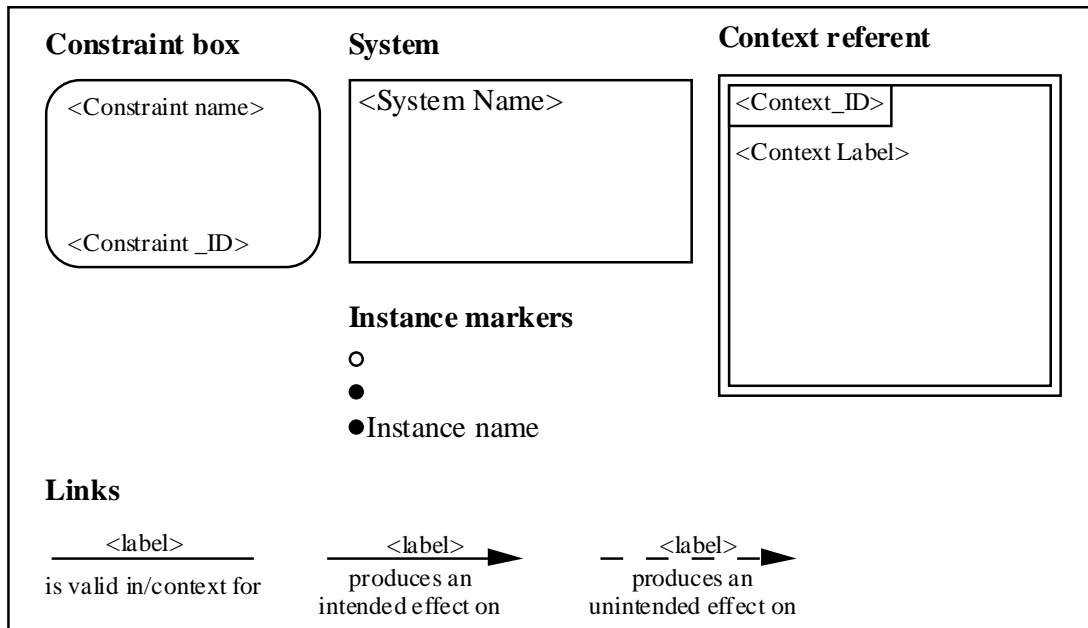 Constraint box
System
Context referent
<Constraint name>
<System Name>
<Context_ID>
<Context Label>
<Constraint _ID>
Instance markers
Instance name
Links
<label>
<label>
<label>
is valid in/context for
produces an
intended effect on
produces an
unintended effect on